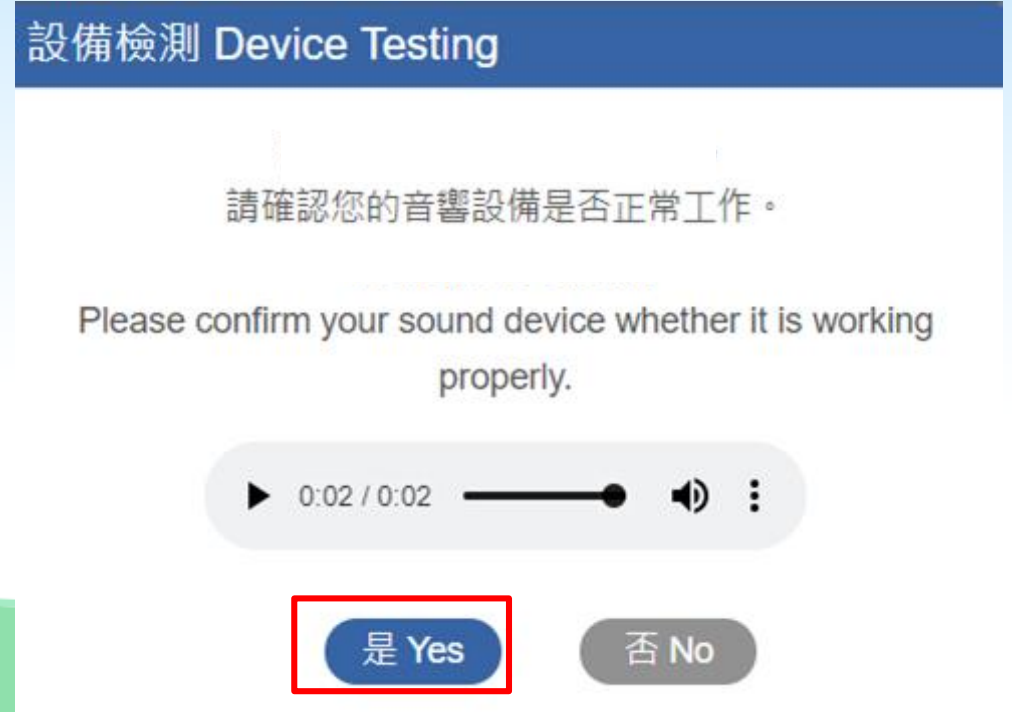 設備檢測 Device Testing
請確認您的音響設備是否正常工作。
Please confirm your sound device whether it is working
properly.
0:02 / 0:02
是 Yes
否 No